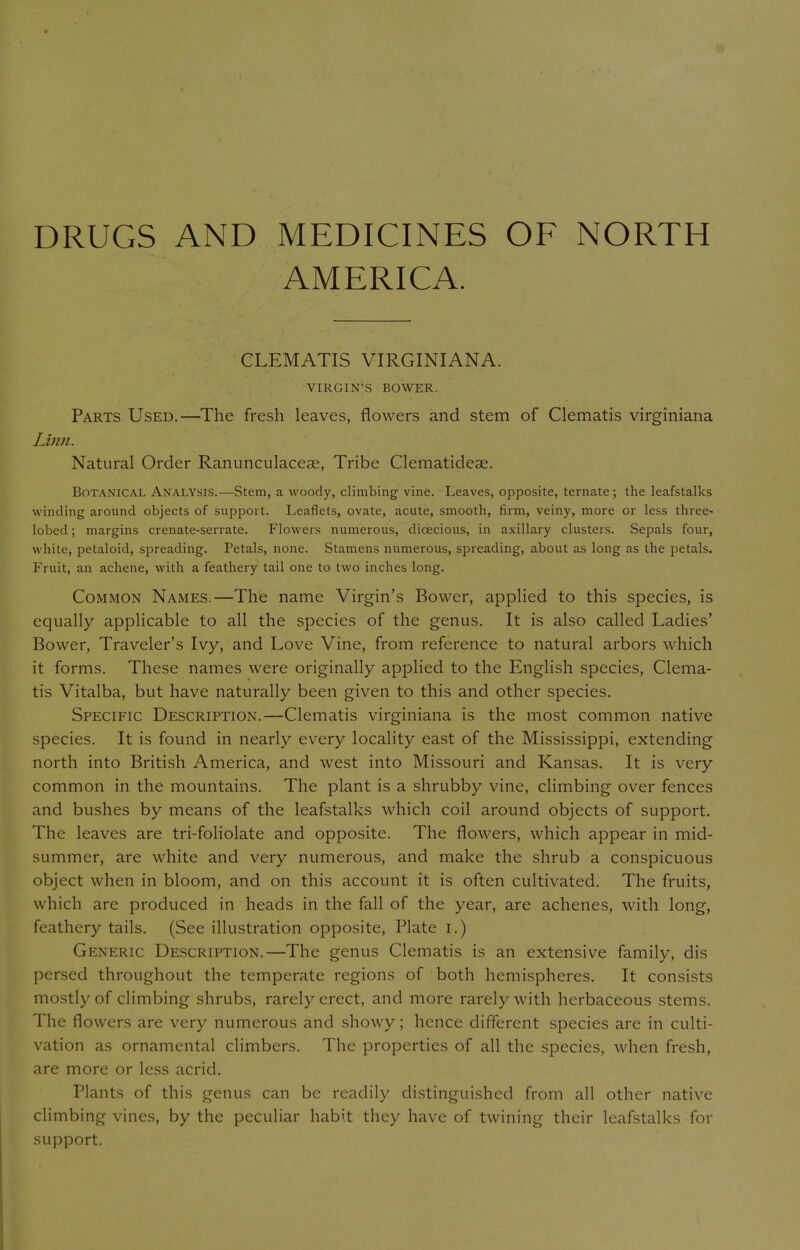 DRUGS AND MEDICINES OF NORTH
AMERICA.
CLEMATIS VIRGINIANA.
VIRGIN'S BOWER.
Parts Used.—The fresh leaves, flowers and stem of Clematis virginiana
Linn.
Natural Order Ranunculaceæ, Tribe Clematideæ.
Botanical Analysis.—Stem, a woody, climbing vine. Leaves, opposite, ternate; the leafstalks
winding around objects of support. Leaflets, ovate, acute, smooth, firm, veiny, more or less three-
lobed; margins crenate-serrate. Flowers numerous, diœcious, in axillary clusters. Sepals four,
white, petaloid, spreading. Petals, none. Stamens numerous, spreading, about as long as the petals.
Fruit, an achene, with a feathery tail one to two inches long.
Common Names.—The name Virgin's Bower, applied to this species, is
equally applicable to all the species of the genus. It is also called Ladies'
Bower, Traveler's Ivy, and Love Vine, from reference to natural arbors which
it forms. These names were originally applied to the English species, Clema-
tis Vitalba, but have naturally been given to this and other species.
Specific Description.—Clematis virginiana is the most common native
species. It is found in nearly every locality east of the Mississippi, extending
north into British America, and west into Missouri and Kansas. It is very
common in the mountains. The plant is a shrubby vine, climbing over fences
and bushes by means of the leafstalks which coil around objects of support.
The leaves are tri-foliolate and opposite. The flowers, which appear in mid-
summer, are white and very numerous, and make the shrub a conspicuous
object when in bloom, and on this account it is often cultivated. The fruits,
which are produced in heads in the fall of the year, are achenes, with long,
feathery tails. (See illustration opposite, Plate 1.)
Generic Description.—The genus Clematis is an extensive family, dis
persed throughout the temperate regions of both hemispheres. It consists
mostly of climbing shrubs, rarely erect, and more rarely with herbaceous stems.
The flowers are very numerous and showy; hence different species are in culti-
vation as ornamental climbers. The properties of all the species, when fresh,
are more or less acrid.
Plants of this genus can be readily distinguished from all other native
climbing vines, by the peculiar habit they have of twining their leafstalks for
support.